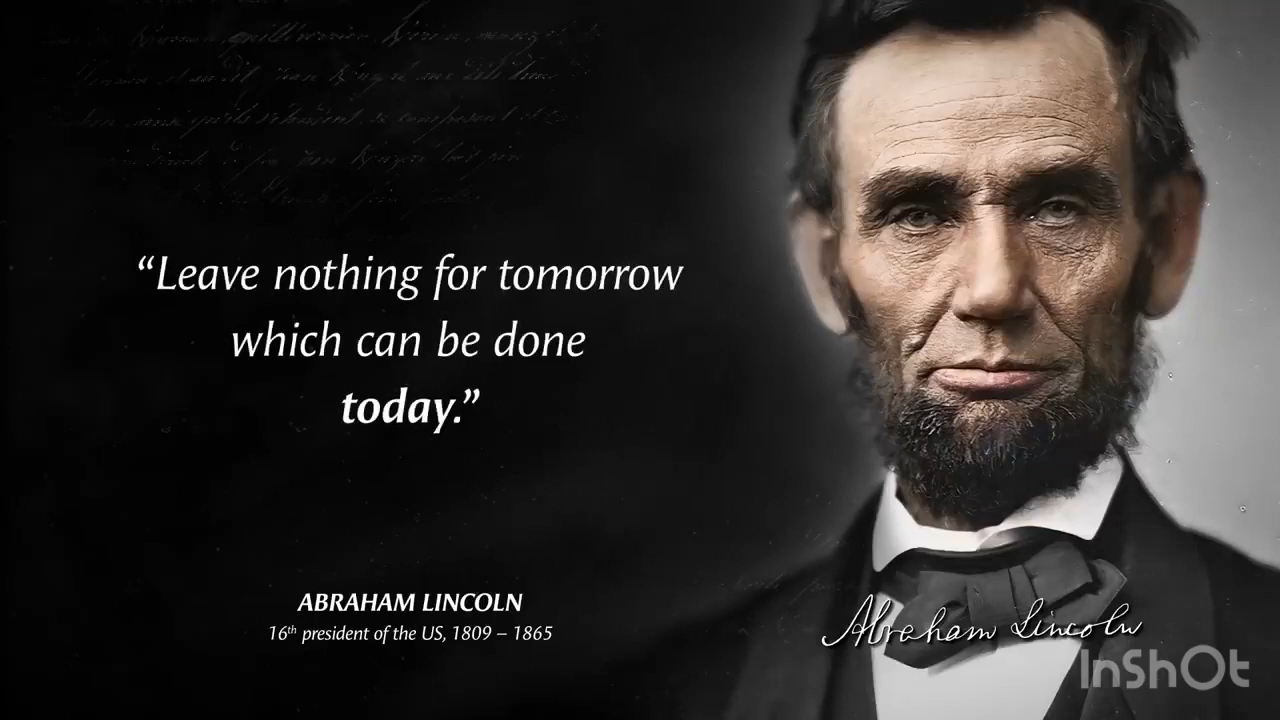 “Leave nothing for tomorrow
which can be done
today.”
ABRAHAM LINCOLN
16th president of the US, 1809 – 1865
Abraham Lincoln
InShOt